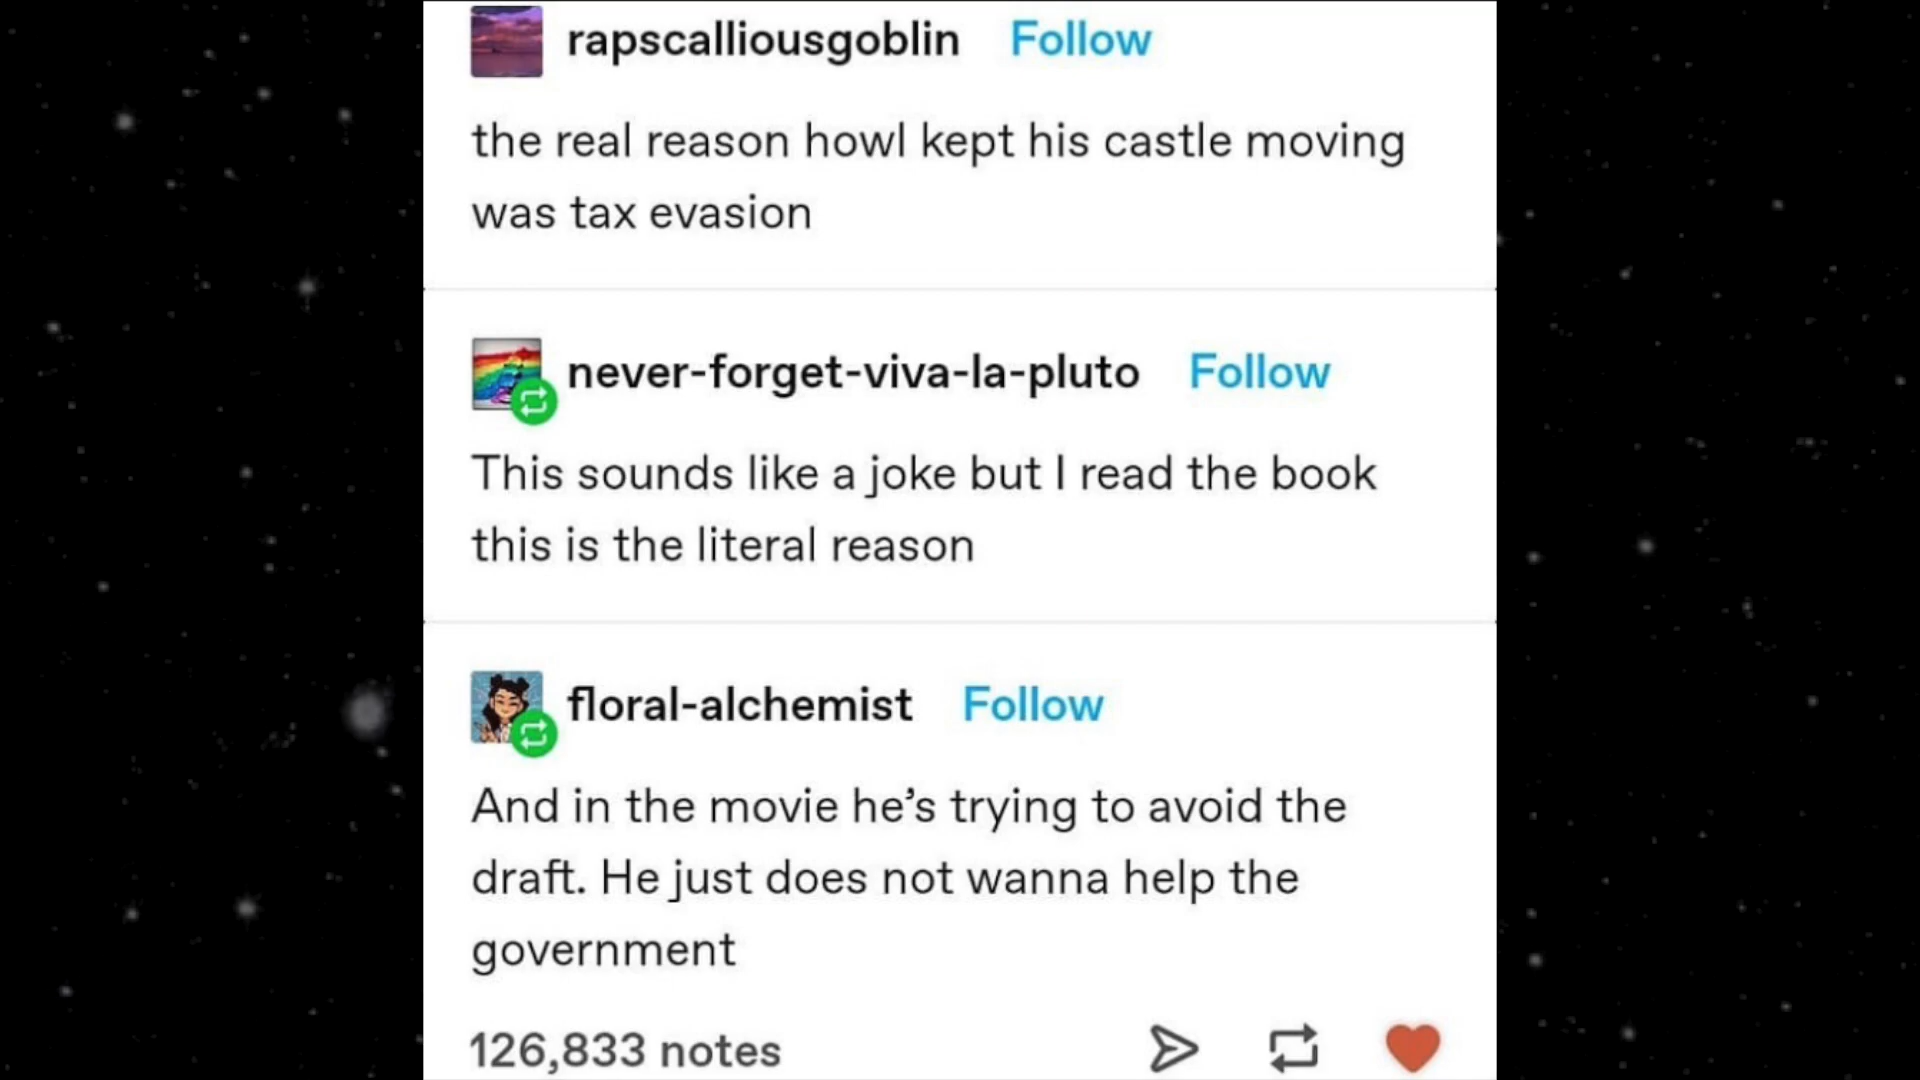 rapscalliousgoblin Follow
the real reason howl kept his castle moving
was tax evasion
never-forget-viva-la-pluto Follow
This sounds like a joke but I read the book
this is the literal reason
floral-alchemist Follow
And in the movie he’s trying to avoid the
draft. He just does not wanna help the
government
126,833 notes